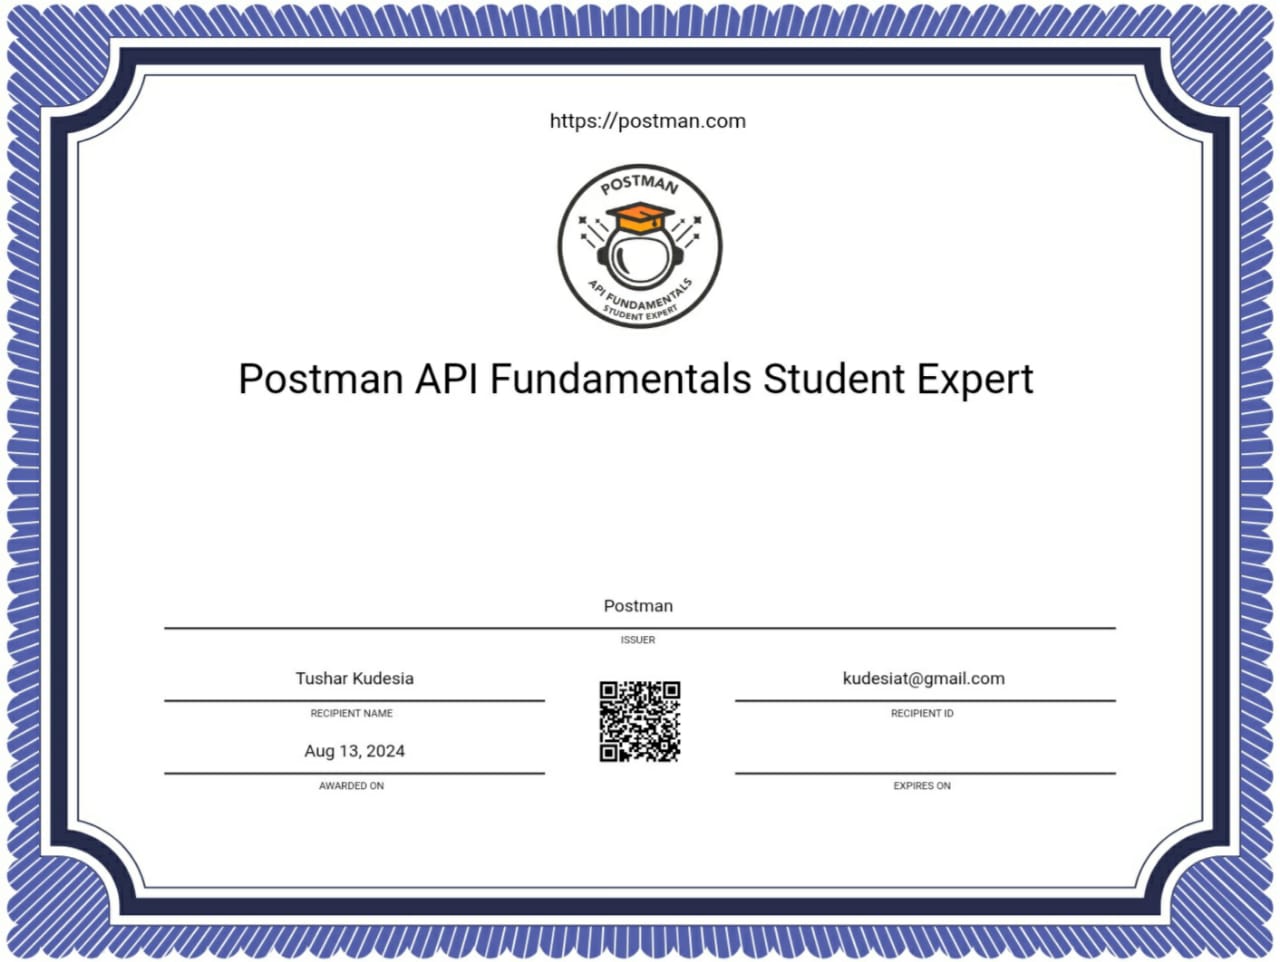 https://postman.com
POSTMAN
API FUNDAMENTALS
STUDENT EXPERT
Postman API Fundamentals Student Expert
Postman
ISSUER
Tushar Kudesia
RECIPIENT NAME
kudesiat@gmail.com
RECIPIENT ID
Aug 13, 2024
AWARDED ON
EXPIRES ON